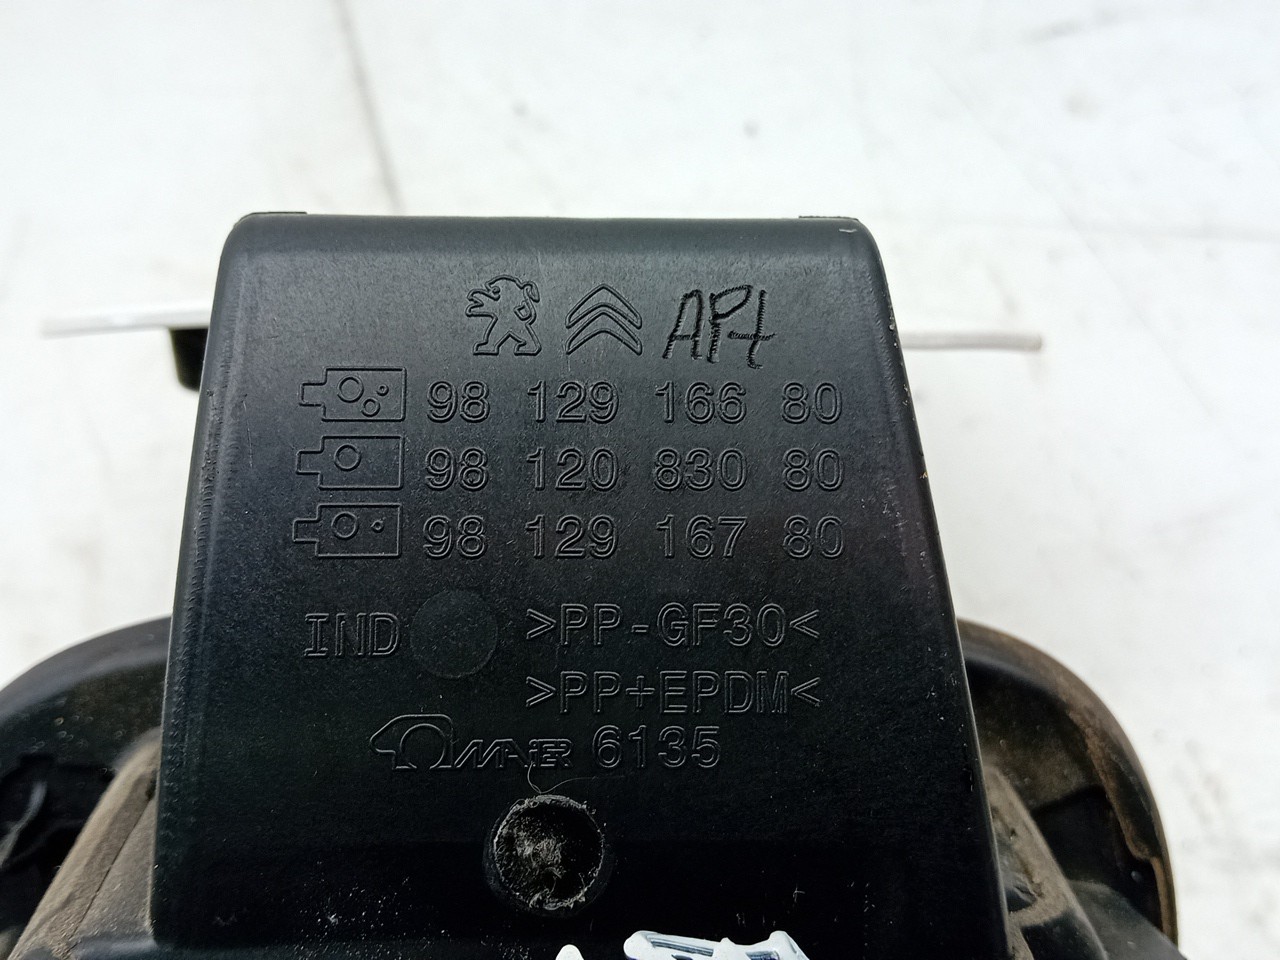 AP4
98 129 166 80
98 120 830 80
98 129 167 80
IND >PP-GF30<
>PP+EPDM<
MAIER 6135